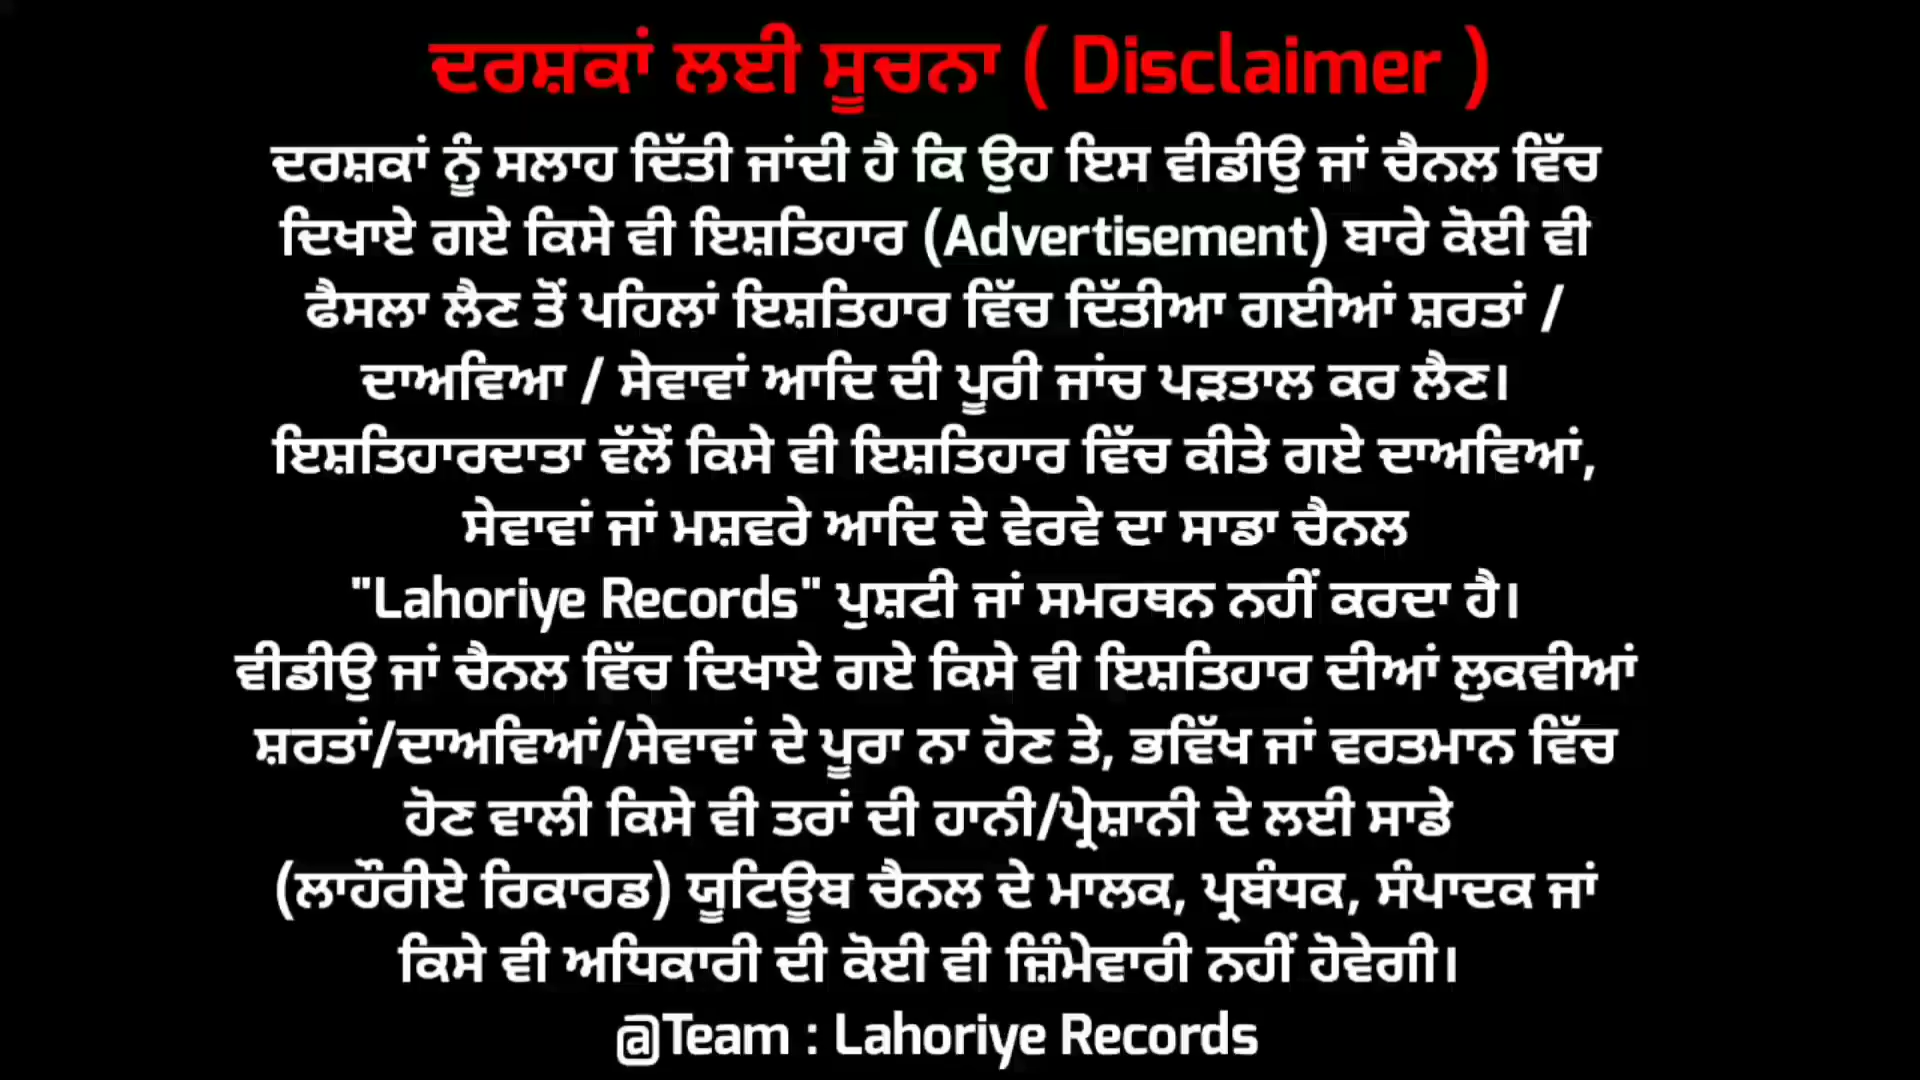 ਦਰਸ਼ਕਾਂ ਲਈ ਸੂਚਨਾ ( Disclaimer )
ਦਰਸ਼ਕਾਂ ਨੂੰ ਸਲਾਹ ਦਿੱਤੀ ਜਾਂਦੀ ਹੈ ਕਿ ਉਹ ਇਸ ਵੀਡੀਉ ਜਾਂ ਚੈਨਲ ਵਿੱਚ
ਦਿਖਾਏ ਗਏ ਕਿਸੇ ਵੀ ਇਸ਼ਤਿਹਾਰ (Advertisement) ਬਾਰੇ ਕੋਈ ਵੀ
ਫੈਸਲਾ ਲੈਣ ਤੋਂ ਪਹਿਲਾਂ ਇਸ਼ਤਿਹਾਰ ਵਿੱਚ ਦਿੱਤੀਆ ਗਈਆਂ ਸ਼ਰਤਾਂ /
ਦਾਅਵਿਆ / ਸੇਵਾਵਾਂ ਆਦਿ ਦੀ ਪੂਰੀ ਜਾਂਚ ਪੜਤਾਲ ਕਰ ਲੈਣ।
ਇਸ਼ਤਿਹਾਰਦਾਤਾ ਵੱਲੋਂ ਕਿਸੇ ਵੀ ਇਸ਼ਤਿਹਾਰ ਵਿੱਚ ਕੀਤੇ ਗਏ ਦਾਅਵਿਆਂ,
ਸੇਵਾਵਾਂ ਜਾਂ ਮਸ਼ਵਰੇ ਆਦਿ ਦੇ ਵੇਰਵੇ ਦਾ ਸਾਡਾ ਚੈਨਲ
"Lahoriye Records" ਪੁਸ਼ਟੀ ਜਾਂ ਸਮਰਥਨ ਨਹੀਂ ਕਰਦਾ ਹੈ।
ਵੀਡੀਉ ਜਾਂ ਚੈਨਲ ਵਿੱਚ ਦਿਖਾਏ ਗਏ ਕਿਸੇ ਵੀ ਇਸ਼ਤਿਹਾਰ ਦੀਆਂ ਲੁਕਵੀਆਂ
ਸ਼ਰਤਾਂ/ਦਾਅਵਿਆਂ/ਸੇਵਾਵਾਂ ਦੇ ਪੂਰਾ ਨਾ ਹੋਣ ਤੇ, ਭਵਿੱਖ ਜਾਂ ਵਰਤਮਾਨ ਵਿੱਚ
ਹੋਣ ਵਾਲੀ ਕਿਸੇ ਵੀ ਤਰਾਂ ਦੀ ਹਾਨੀ/ਪ੍ਰੇਸ਼ਾਨੀ ਦੇ ਲਈ ਸਾਡੇ
(ਲਾਹੌਰੀਏ ਰਿਕਾਰਡ) ਯੂਟਿਊਬ ਚੈਨਲ ਦੇ ਮਾਲਕ, ਪ੍ਰਬੰਧਕ, ਸੰਪਾਦਕ ਜਾਂ
ਕਿਸੇ ਵੀ ਅਧਿਕਾਰੀ ਦੀ ਕੋਈ ਵੀ ਜ਼ਿੰਮੇਵਾਰੀ ਨਹੀਂ ਹੋਵੇਗੀ।
@Team : Lahoriye Records